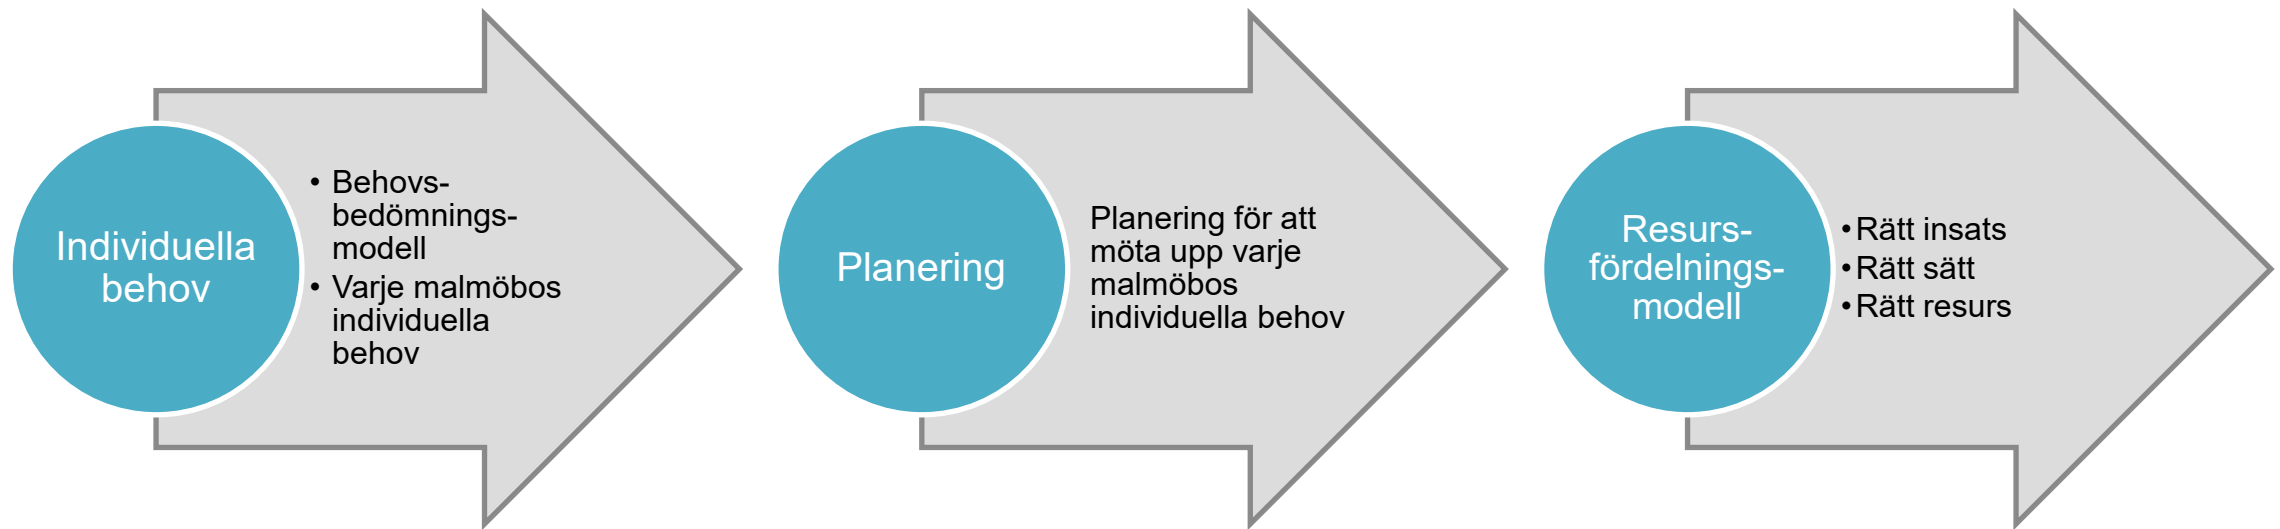 Individuella
behov
• Behovs-
bedömnings-
modell
• Varje malmöbos
individuella
behov
Planering
Planering för att
möta upp varje
malmöbos
individuella behov
Resurs-
fördelnings-
modell
• Rätt insats
• Rätt sätt
• Rätt resurs